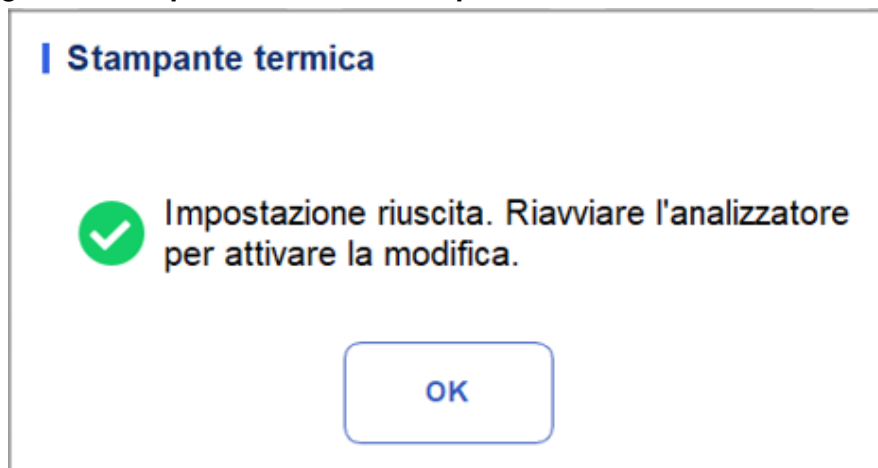 Stampante termica
Impostazione riuscita. Riavviare l'analizzatore
per attivare la modifica.
OK